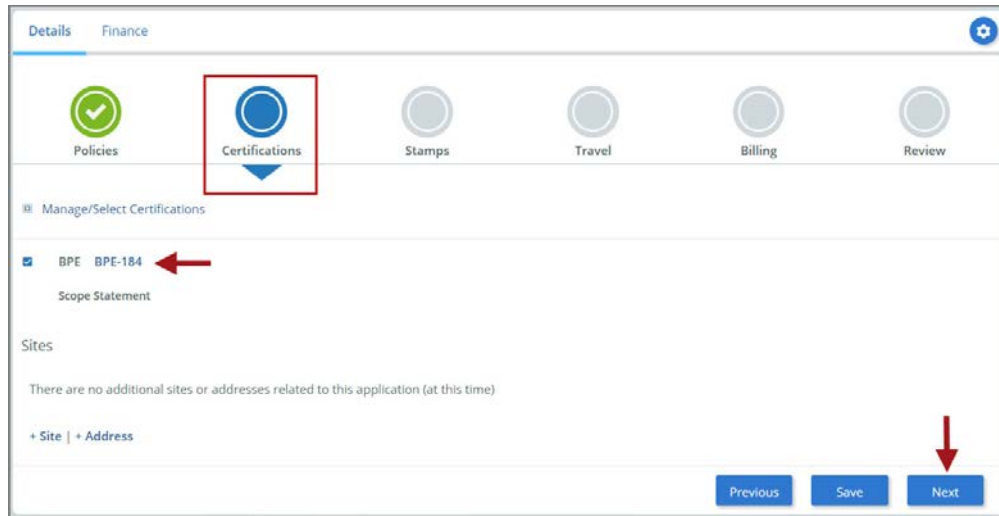 Details Finance
Policies Certifications Stamps Travel Billing Review
Manage/Select Certifications
BPE BPE-184
Scope Statement
Sites
There are no additional sites or addresses related to this application (at this time)
+ Site | + Address
Previous Save Next